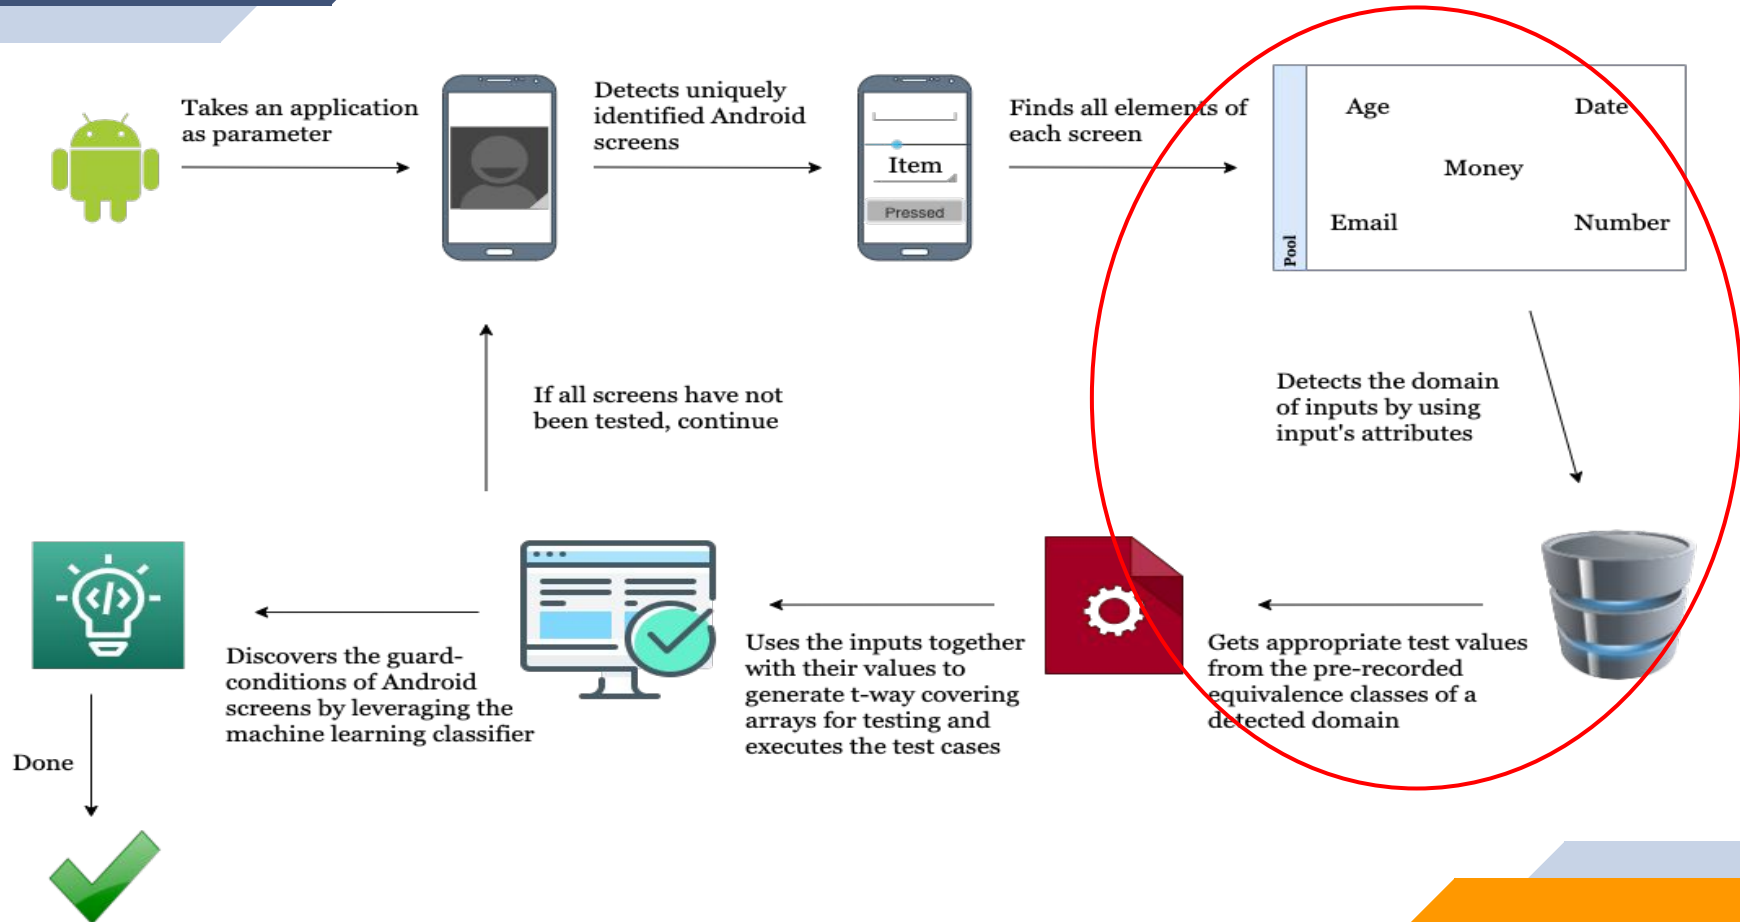 Takes an application
as parameter
Detects uniquely
identified Android
screens
Item
Pressed
Finds all elements of
each screen
Pool
Age
Date
Money
Email
Number
Detects the domain
of inputs by using
input's attributes
Gets appropriate test values
from the pre-recorded
equivalence classes of a
detected domain
Uses the inputs together
with their values to
generate t-way covering
arrays for testing and
executes the test cases
If all screens have not
been tested, continue
Discovers the guard-
conditions of Android
screens by leveraging the
machine learning classifier
</>
Done